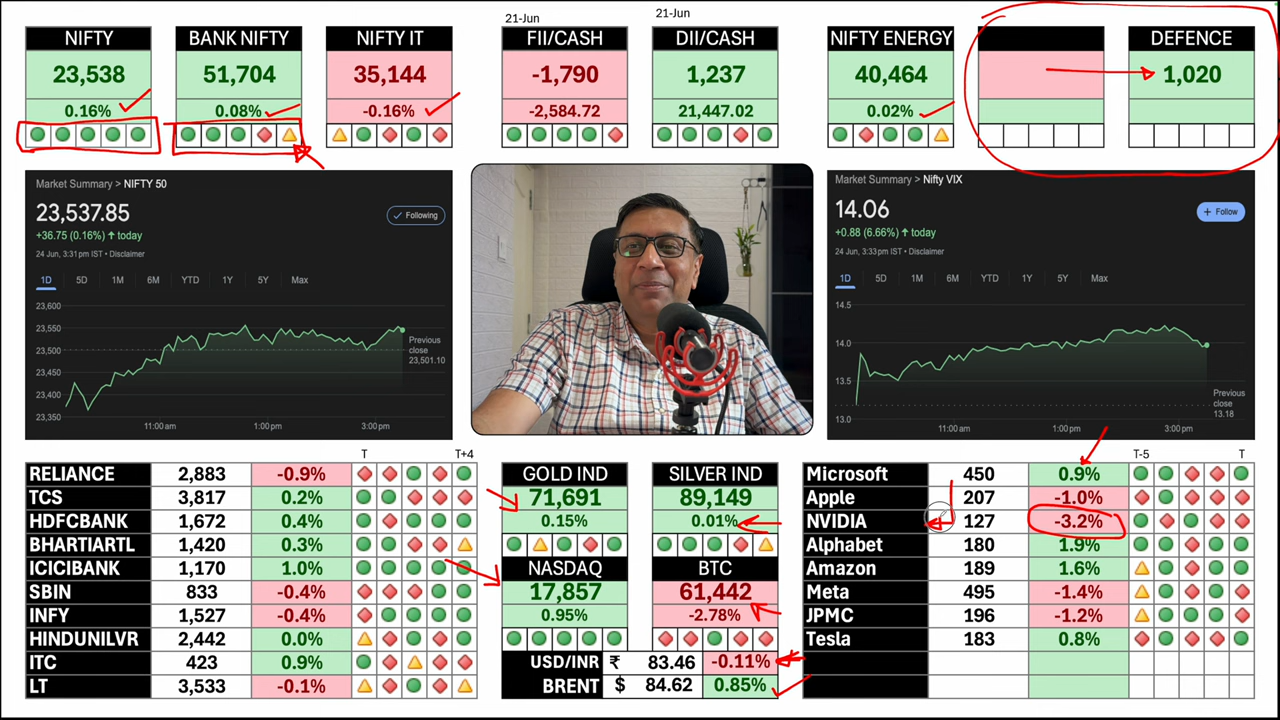 21-Jun
21-Jun
NIFTY
BANK NIFTY
NIFTY IT
FII/CASH
DII/CASH
NIFTY ENERGY
DEFENCE
23,538
51,704
35,144
-1,790
1,237
40,464
1,020
0.16%
0.08%
-0.16%
-2,584.72
21,447.02
0.02%
Market Summary > NIFTY 50
23,537.85
+36.75 (0.16%) ↑ today
24 Jun, 3:31pm IST • Disclaimer
✓ Following
1D 5D 1M 6M YTD 1Y 5Y Max
23,600
23,550
23,500
23,450
23,400
23,350
Previous
close
23,501.10
11:00 am 1:00 pm 3:00 pm
Market Summary > Nifty VIX
14.06
+0.88 (6.66%) ↑ today
24 Jun, 3:33 pm IST • Disclaimer
+ Follow
1D 5D 1M 6M YTD 1Y 5Y Max
14.5
14.0
13.5
13.0
Previous
close
13.18
11:00 am 1:00 pm 3:00 pm
T T+4
RELIANCE 2,883 -0.9%
TCS 3,817 0.2%
HDFCBANK 1,672 0.4%
BHARTIARTL 1,420 0.3%
ICICIBANK 1,170 1.0%
SBIN 833 -0.4%
INFY 1,527 -0.4%
HINDUNILVR 2,442 0.0%
ITC 423 0.9%
LT 3,533 -0.1%
GOLD IND
71,691
0.15%
SILVER IND
89,149
0.01%
NASDAQ
17,857
0.95%
BTC
61,442
-2.78%
USD/INR ₹ 83.46 -0.11%
BRENT $ 84.62 0.85%
T-5 T
Microsoft 450 0.9%
Apple 207 -1.0%
NVIDIA 127 -3.2%
Alphabet 180 1.9%
Amazon 189 1.6%
Meta 495 -1.4%
JPMC 196 -1.2%
Tesla 183 0.8%